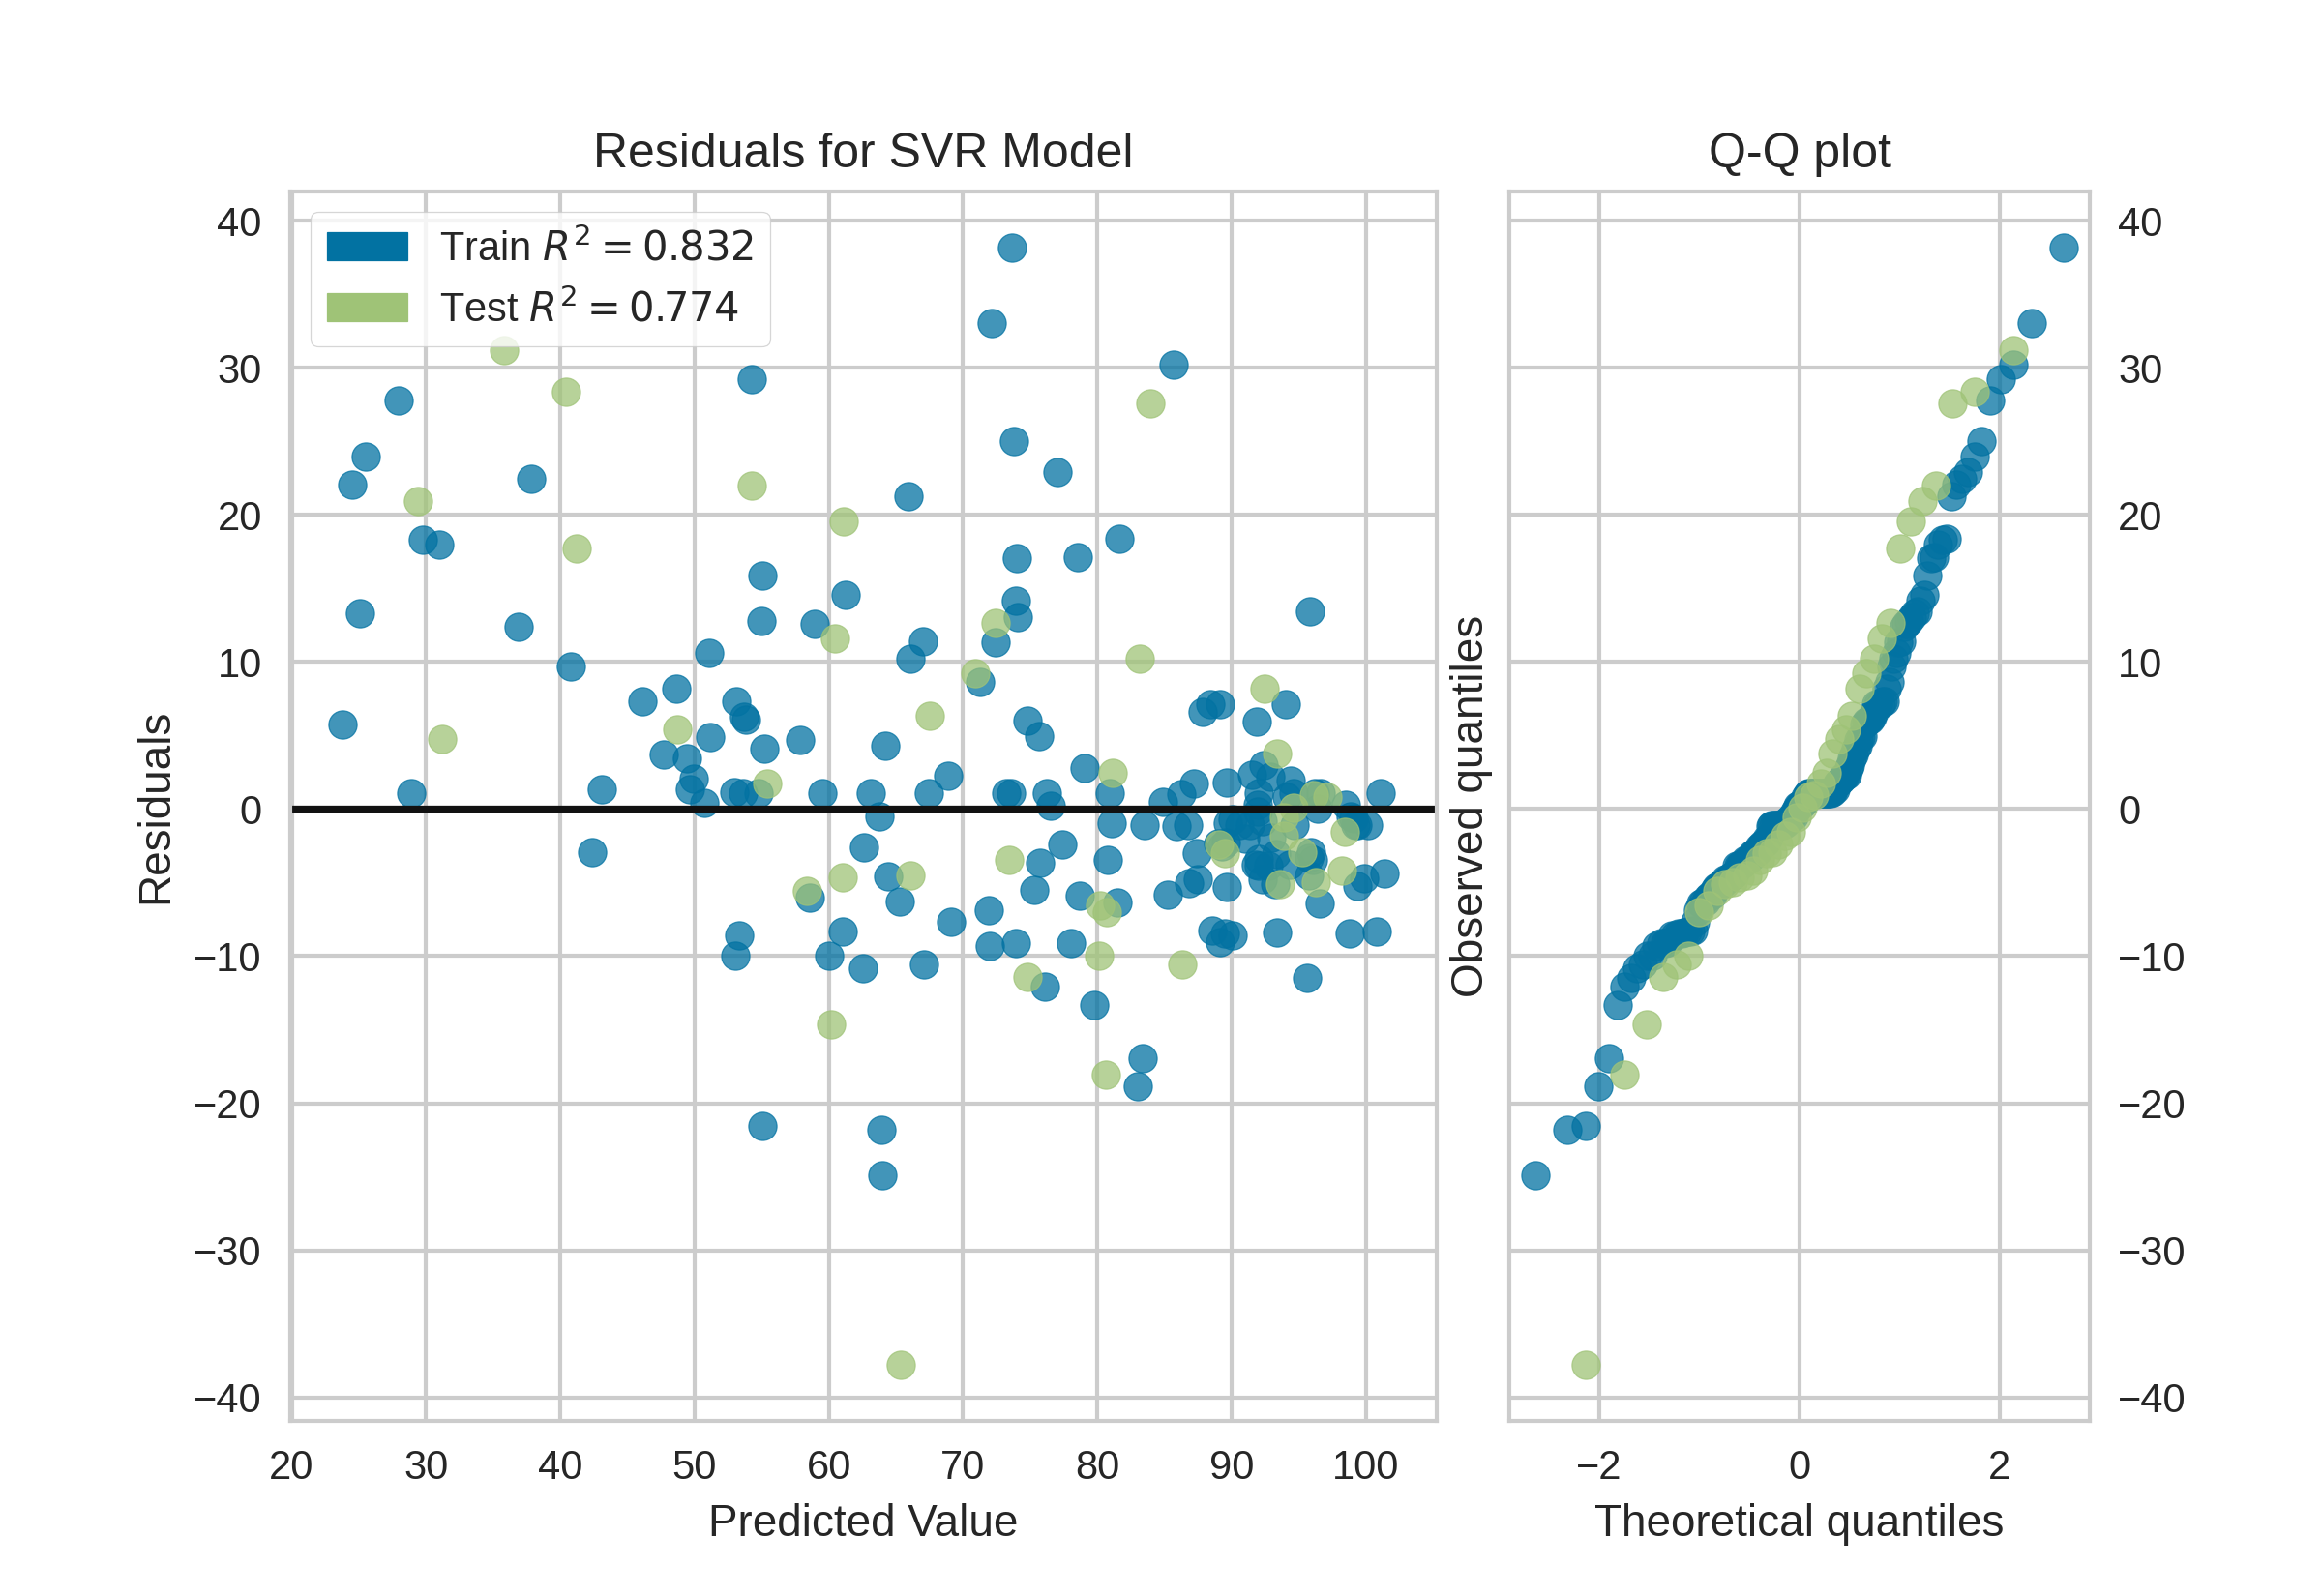 Residuals for SVR Model
Q-Q plot
Train R² = 0.832
Test R² = 0.774
40
30
20
10
0
−10
−20
−30
−40
Residuals
20 30 40 50 60 70 80 90 100
Predicted Value
Observed quantiles
40
30
20
10
0
−10
−20
−30
−40
−2 0 2
Theoretical quantiles